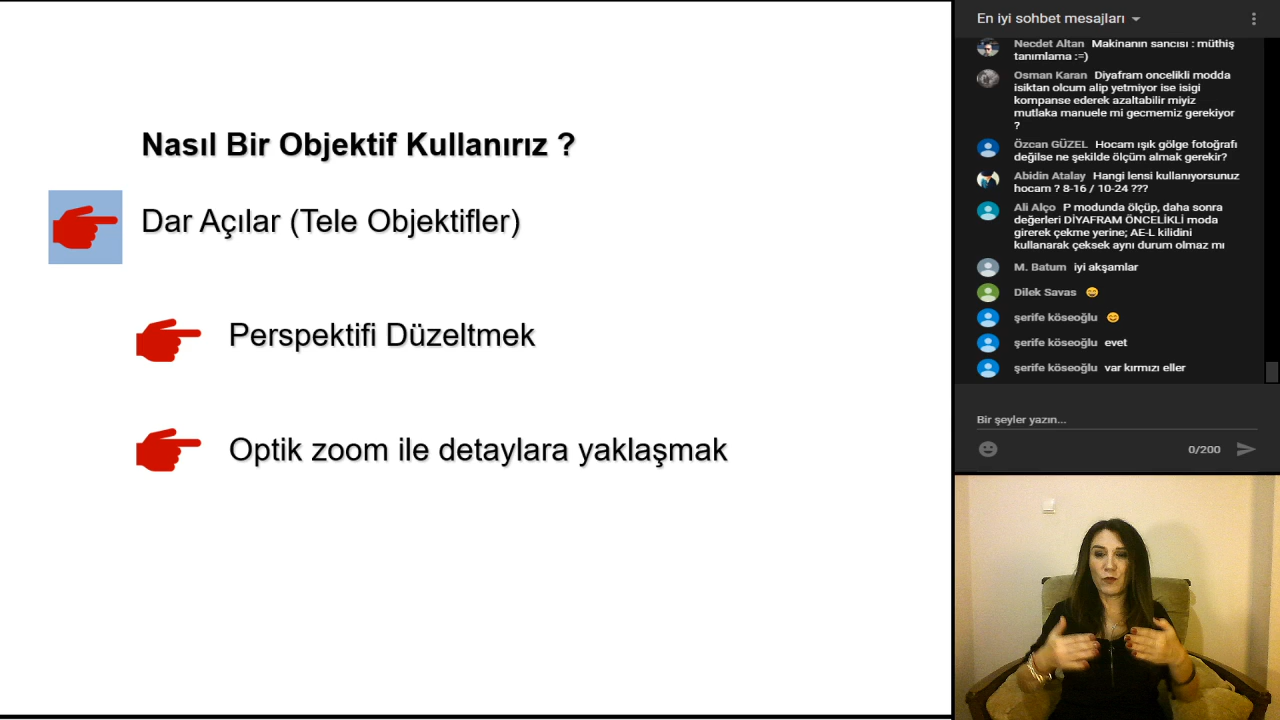 Nasıl Bir Objektif Kullanırız ?
Dar Açılar (Tele Objektifler)
Perspektifi Düzeltmek
Optik zoom ile detaylara yaklaşmak
En iyi sohbet mesajları
Necdet Altan Makinanın sancısı : müthiş
tanımlama :=)
Osman Karan Diyafram oncelikli modda
isiktan olcum alip yetmiyor ise isigi
kompanse ederek azaltabilir miyiz
mutlaka manuele mi gecmemiz gerekiyor
?
Özcan GÜZEL Hocam ışık gölge fotoğrafı
değilse ne şekilde ölçüm almak gerekir?
Abidin Atalay Hangi lensi kullanıyorsunuz
hocam ? 8-16 / 10-24 ???
Ali Alço P modunda ölçüp, daha sonra
değerleri DİYAFRAM ÖNCELİKLİ moda
girerek çekme yerine; AE-L kilidini
kullanarak çeksek aynı durum olmaz mı
M. Batum iyi akşamlar
Dilek Savas 😊
şerife köseoğlu 😊
şerife köseoğlu evet
şerife köseoğlu var kırmızı eller
Bir şeyler yazın...
0/200